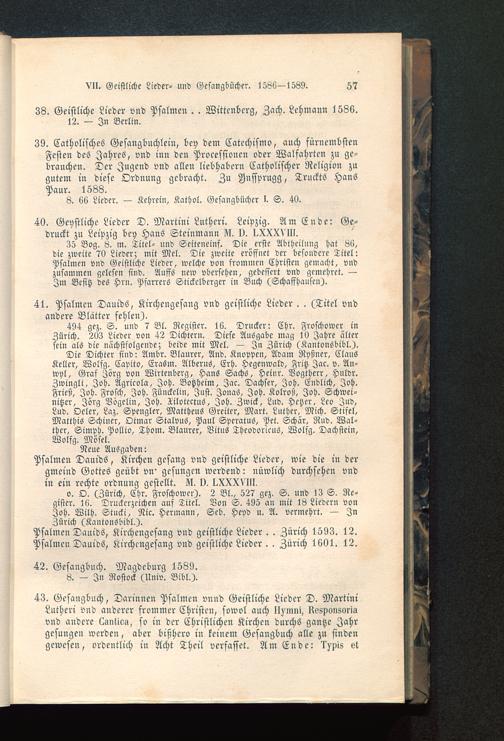 VII. Geistliche Lieder- und Gesangbücher. 1586—1589. 57
38. Geistliche Lieder vnd Psalmen . . Wittenberg, Zach. Lehmann 1586.
12. — In Berlin.
39. Catholisches Gesangbuchlein, bey dem Catechismo, auch fürnembsten
Festen des Jahres, vnd inn den Processionen oder Walfahrten zu ge-
brauchen. Der Jugend vnd allen liebhabern Catholischer Religion zu
gutem in diese Ordnung gebracht. Zu Ynsprugg, Truckts Hans
Paur. 1588.
8. 66 Lieder. — Kehrein, Kathol. Gesangbücher I. S. 40.
40. Geystliche Lieder D. Martini Lutheri. Leipzig. Am Ende: Ge-
druckt zu Leipzig bey Hans Steinmann M. D. LXXXVIII.
35 Bog. 8. m. Titel- und Seiteneinf. Die erste Abtheilung hat 86,
die zweite 70 Lieder; mit Mel. Die zweite eröffnet der besondere Titel:
Psalmen vnd Geistliche Lieder, welche von frommen Christen gemacht, vnd
zusammen gelesen sind. Auffs new vbersehen, gebessert vnd gemehret. —
Im Besitz des Hrn. Pfarrers Stickelberger in Buch (Schaffhausen).
41. Psalmen Dauids, Kirchengesang vnd geistliche Lieder . . (Titel vnd
andere Blätter fehlen).
494 gez. S. und 7 Bl. Register. 16. Drucker: Chr. Froschower in
Zürich. 203 Lieder von 42 Dichtern. Diese Ausgabe mag 10 Jahre älter
sein als die nächstfolgende; beide mit Mel. — In Zürich (Kantonsbibl.).
Die Dichter sind: Ambr. Blaurer, And. Knoppen, Adam Ryßner, Claus
Keller, Wolfg. Capito, Erasm. Alberus, Erh. Hegenwald, Fritz Jac. v. An-
wyl, Graf Jörg von Wirtenberg, Hans Sachs, Heinr. Vogtherr, Huldr.
Zwingli, Joh. Agricola, Joh. Botzheim, Jac. Dachser, Joh. Endlich, Joh.
Frieß, Joh. Frosch, Joh. Fünckelin, Just. Jonas, Joh. Kolroß, Joh. Schwei-
nitzer, Jörg Vögelin, Joh. Xilotectus, Joh. Zwick, Lud. Hetzer, Leo Jud,
Lud. Oeler, Laz. Spengler, Mattheus Greiter, Mart. Luther, Mich. Stifel,
Matthis Schiner, Otmar Stalvus, Paul Speratus, Pet. Schär, Rud. Wal-
ther, Simph. Pollio, Thom. Blaurer, Vitus Theodoricus, Wolfg. Dachstein,
Wolfg. Mösel.
Neue Ausgaben:
Psalmen Dauids, Kirchen gesang vnd geistliche Lieder, wie die in der
gmeind Gottes geübt vn' gesungen werdend: nüwlich durchsehen vnd
in ein rechte ordnung gestellt. M. D. LXXXVIII.
o. O. (Zürich, Chr. Froschower). 2 Bl., 527 gez. S. und 13 S. Re-
gister. 16. Druckerzeichen auf Titel. Von S. 495 an mit 18 Liedern von
Joh. Wilh. Stucki, Nic. Hermann, Seb. Heyd u. A. vermehrt. — In
Zürich (Kantonsbibl.).
Psalmen Dauids, Kirchengesang vnd geistliche Lieder . . Zürich 1593. 12.
Psalmen Dauids, Kirchengesang vnd geistliche Lieder . . Zürich 1601. 12.
42. Gesangbuch. Magdeburg 1589.
8. — In Rostock (Univ. Bibl.).
43. Gesangbuch, Darinnen Psalmen vnnd Geistliche Lieder D. Martini
Lutheri vnd anderer frommer Christen, sowol auch Hymni, Responsoria
vnd andere Cantica, so in der Christlichen Kirchen durchs gantze Jahr
gesungen werden, aber bißhero in keinem Gesangbuch alle zu finden
gewesen, ordentlich in Acht Theil verfasset. Am Ende: Typis et